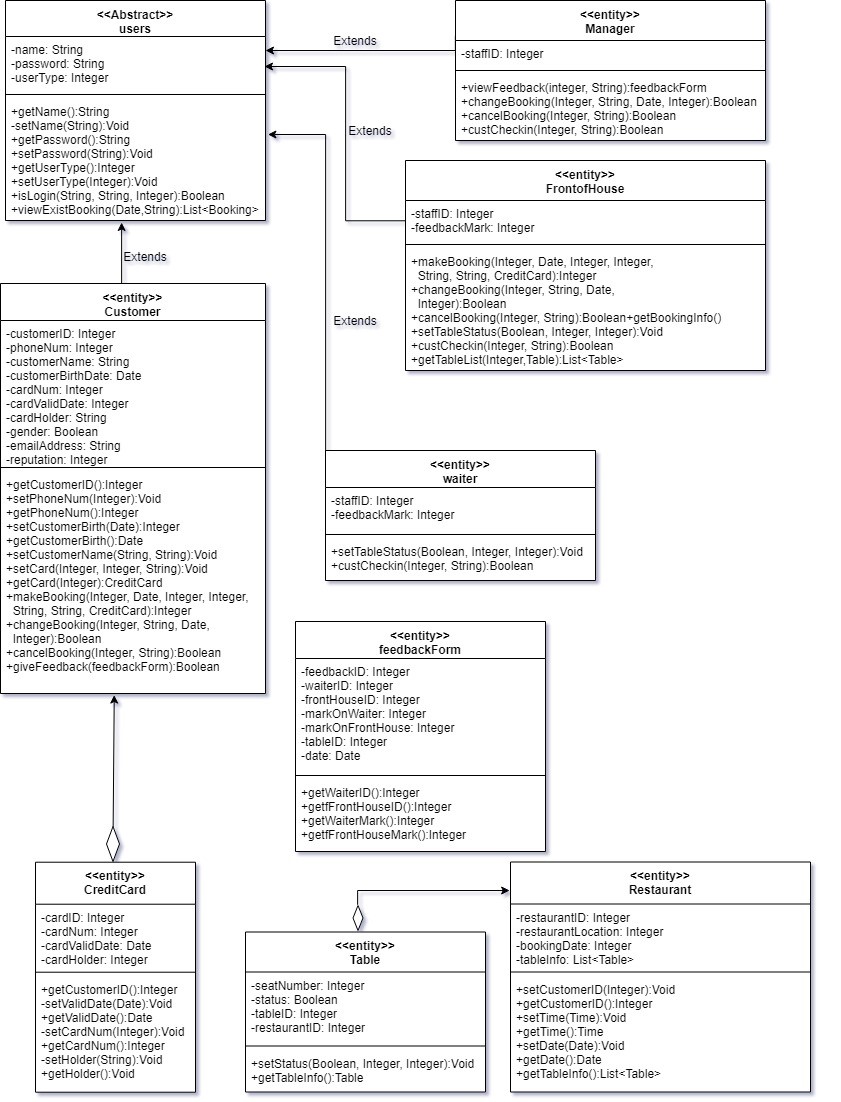 <<Abstract>>
users
-name: String
-password: String
-userType: Integer
+getName():String
-setName(String):Void
+getPassword():String
+setPassword(String):Void
+getUserType():Integer
+setUserType(Integer):Void
+isLogin(String, String, Integer):Boolean
+viewExistBooking(Date,String):List<Booking>
Extends
<<entity>>
Manager
-staffID: Integer
+viewFeedback(integer, String):feedbackForm
+changeBooking(Integer, String, Date, Integer):Boolean
+cancelBooking(Integer, String):Boolean
+custCheckin(Integer, String):Boolean
Extends
<<entity>>
FrontofHouse
-staffID: Integer
-feedbackMark: Integer
+makeBooking(Integer, Date, Integer, Integer,
String, String, CreditCard):Integer
+changeBooking(Integer, String, Date,
Integer):Boolean
+cancelBooking(Integer, String):Boolean+getBookingInfo()
+setTableStatus(Boolean, Integer, Integer):Void
+custCheckin(Integer, String):Boolean
+getTableList(Integer,Table):List<Table>
Extends
Extends
<<entity>>
Customer
-customerID: Integer
-phoneNum: Integer
-customerName: String
-customerBirthDate: Date
-cardNum: Integer
-cardValidDate: Integer
-cardHolder: String
-gender: Boolean
-emailAddress: String
-reputation: Integer
+getCustomerID():Integer
+setPhoneNum(Integer):Void
+getPhoneNum():Integer
+setCustomerBirth(Date):Integer
+getCustomerBirth():Date
+setCustomerName(String, String):Void
+setCard(Integer, Integer, String):Void
+getCard(Integer):CreditCard
+makeBooking(Integer, Date, Integer, Integer,
String, String, CreditCard):Integer
+changeBooking(Integer, String, Date,
Integer):Boolean
+cancelBooking(Integer, String):Boolean
+giveFeedback(feedbackForm):Boolean
<<entity>>
waiter
-staffID: Integer
-feedbackMark: Integer
+setTableStatus(Boolean, Integer, Integer):Void
+custCheckin(Integer, String):Boolean
<<entity>>
feedbackForm
-feedbackID: Integer
-waiterID: Integer
-frontHouseID: Integer
-markOnWaiter: Integer
-markOnFrontHouse: Integer
-tableID: Integer
-date: Date
+getWaiterID():Integer
+getfFrontHouseID():Integer
+getWaiterMark():Integer
+getfFrontHouseMark():Integer
<<entity>>
CreditCard
-cardID: Integer
-cardNum: Integer
-cardValidDate: Date
-cardHolder: Integer
+getCustomerID():Integer
-setValidDate(Date):Void
+getValidDate():Date
-setCardNum(Integer):Void
+getCardNum():Integer
-setHolder(String):Void
+getHolder():Void
<<entity>>
Table
-seatNumber: Integer
-status: Boolean
-tableID: Integer
-restaurantID: Integer
+setStatus(Boolean, Integer, Integer):Void
+getTableInfo():Table
<<entity>>
Restaurant
-restaurantID: Integer
-restaurantLocation: Integer
-bookingDate: Integer
-tableInfo: List<Table>
+setCustomerID(Integer):Void
+getCustomerID():Integer
+setTime(Time):Void
+getTime():Time
+setDate(Date):Void
+getDate():Date
+getTableInfo():List<Table>